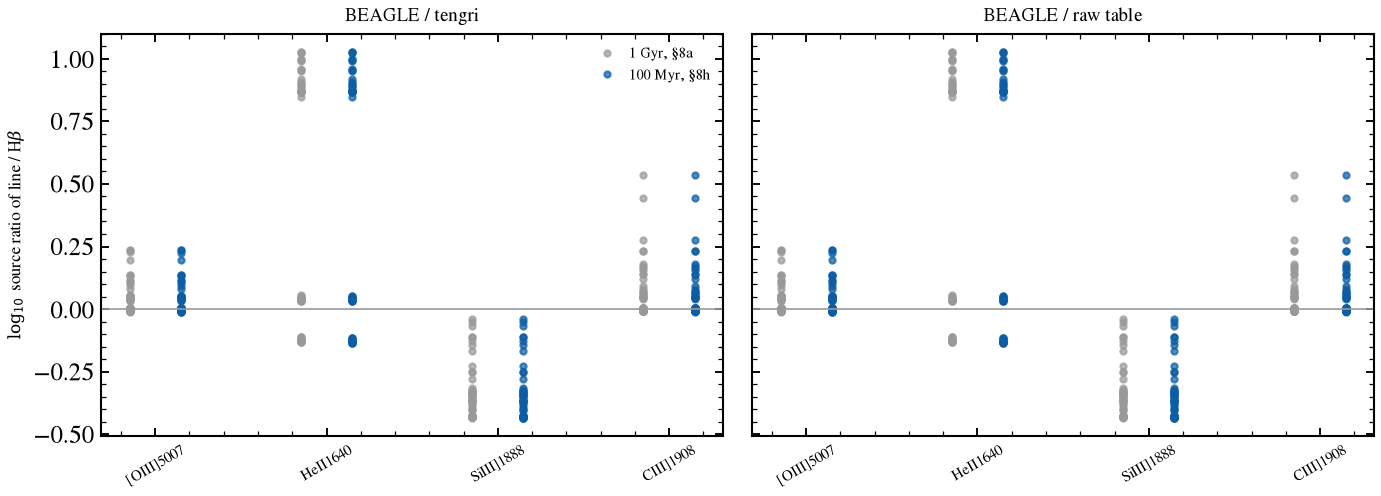 BEAGLE / tengri
BEAGLE / raw table
1 Gyr, §8a
100 Myr, §8h
log10 source ratio of line / Hβ
1.00
0.75
0.50
0.25
0.00
−0.25
−0.50
[OIII]5007
HeII1640
SiIII]1888
CIII]1908
[OIII]5007
HeII1640
SiIII]1888
CIII]1908